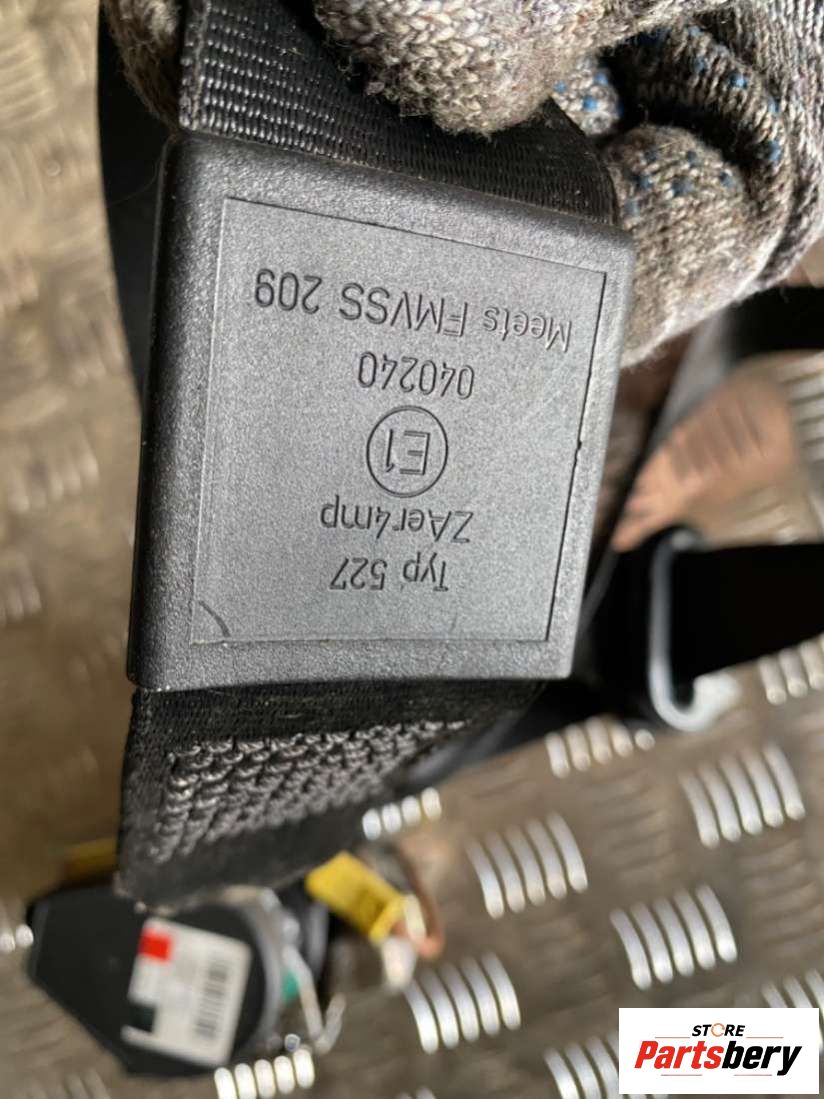 Typ 527
ZAer4mp
E1
040240
Meets FMVSS 209
STORE
Partsbery